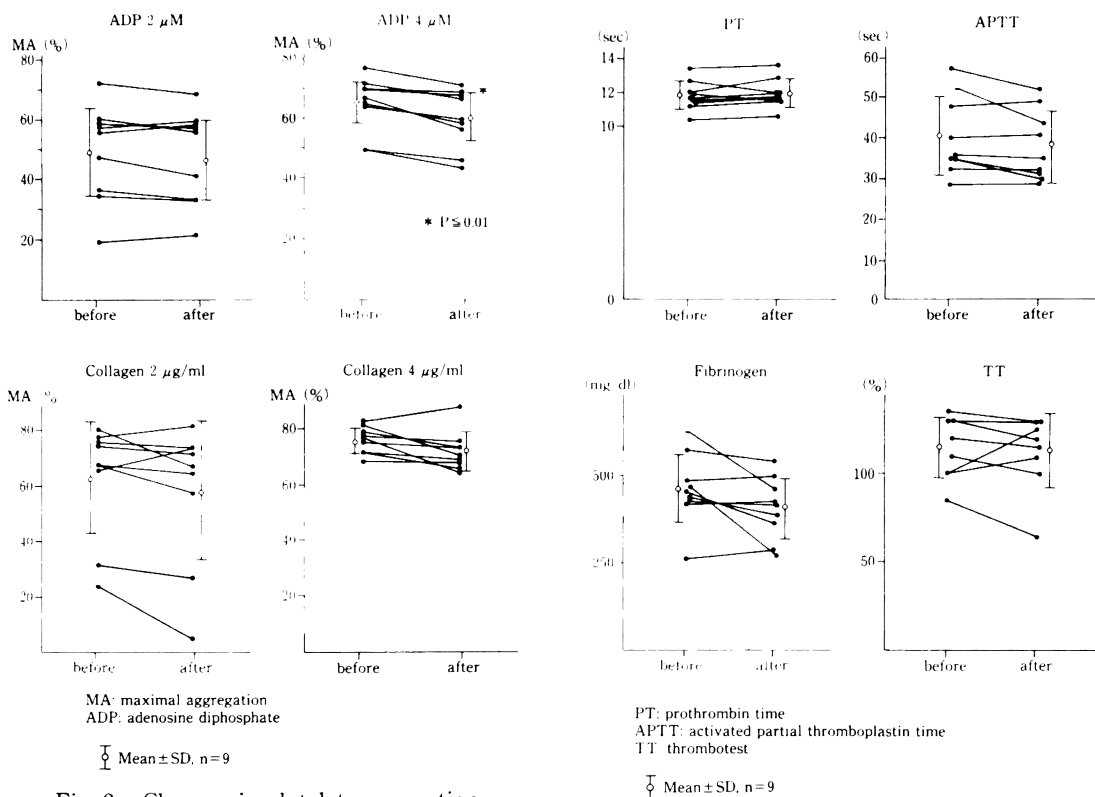 ADP 2 μM
MA (%)
80
60
40
20
before after
ADP 4 μM
MA (%)
80
60
40
20
*
* P≦0.01
before after
PT
(sec)
14
12
10
0
before after
APTT
(sec)
60
50
40
30
20
10
0
before after
Collagen 2 μg/ml
MA %
80
60
40
20
before after
Collagen 4 μg/ml
MA (%)
80
60
40
20
before after
Fibrinogen
(mg dl)
500
250
before after
TT
(%)
100
50
before after
MA: maximal aggregation
ADP: adenosine diphosphate
Mean±SD, n=9
PT: prothrombin time
APTT: activated partial thromboplastin time
TT thrombotest
Mean±SD, n=9